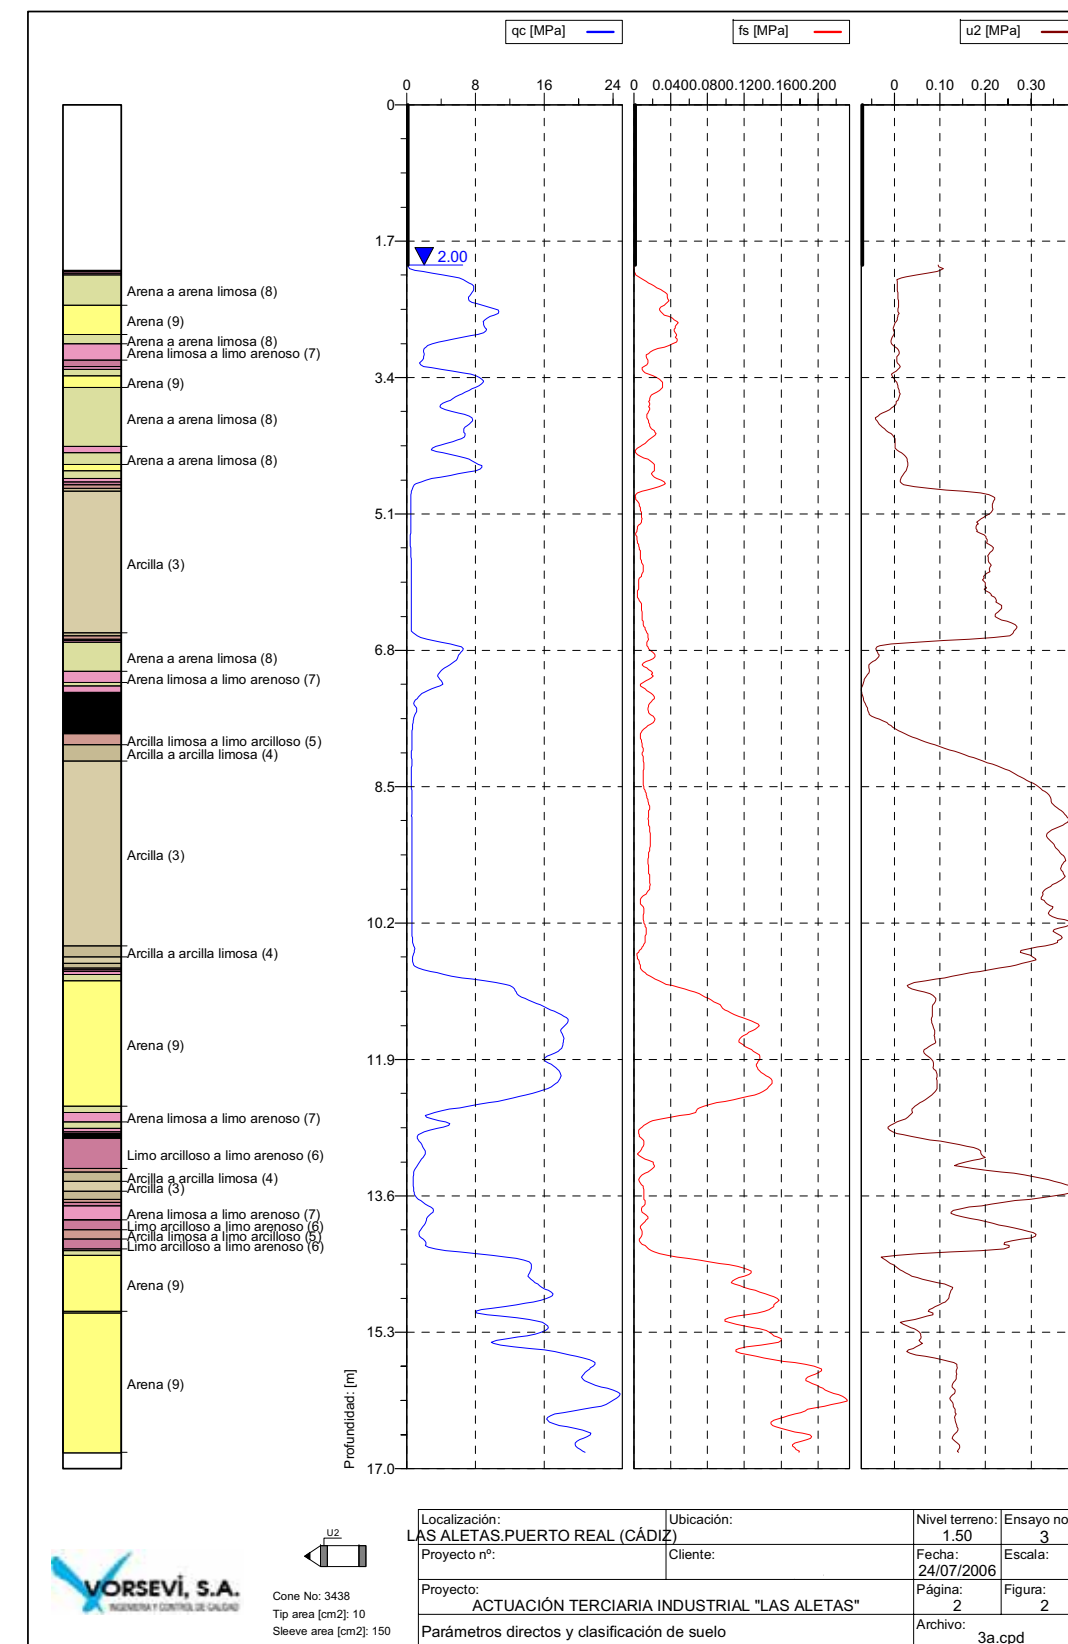 qc [MPa]
fs [MPa]
u2 [MPa]
0 8 16 24
0 0.040 0.080 0.120 0.160 0.200
0 0.10 0.20 0.30
0
1.7
2.00
Arena a arena limosa (8)
Arena (9)
Arena a arena limosa (8)
Arena limosa a limo arenoso (7)
3.4
Arena (9)
Arena a arena limosa (8)
Arena a arena limosa (8)
5.1
Arcilla (3)
6.8
Arena a arena limosa (8)
Arena limosa a limo arenoso (7)
Arcilla limosa a limo arcilloso (5)
Arcilla a arcilla limosa (4)
8.5
Arcilla (3)
10.2
Arcilla a arcilla limosa (4)
Arena (9)
11.9
Arena limosa a limo arenoso (7)
Limo arcilloso a limo arenoso (6)
Arcilla a arcilla limosa (4)
Arcilla (3)
13.6
Arena limosa a limo arenoso (7)
Limo arcilloso a limo arenoso (6)
Arcilla limosa a limo arcilloso (5)
Limo arcilloso a limo arenoso (6)
Arena (9)
15.3
Arena (9)
Profundidad: [m]
17.0
VORSEVÍ, S.A.
INGENIERIA Y CONTROL DE CALIDAD
U2
Cone No: 3438
Tip area [cm2]: 10
Sleeve area [cm2]: 150
Localización:
LAS ALETAS.PUERTO REAL (CÁDIZ)
Ubicación:
Nivel terreno:
1.50
Ensayo no
3
Proyecto nº:
Cliente:
Fecha:
24/07/2006
Escala:
Proyecto:
ACTUACIÓN TERCIARIA INDUSTRIAL "LAS ALETAS"
Página:
2
Figura:
2
Parámetros directos y clasificación de suelo
Archivo:
3a.cpd